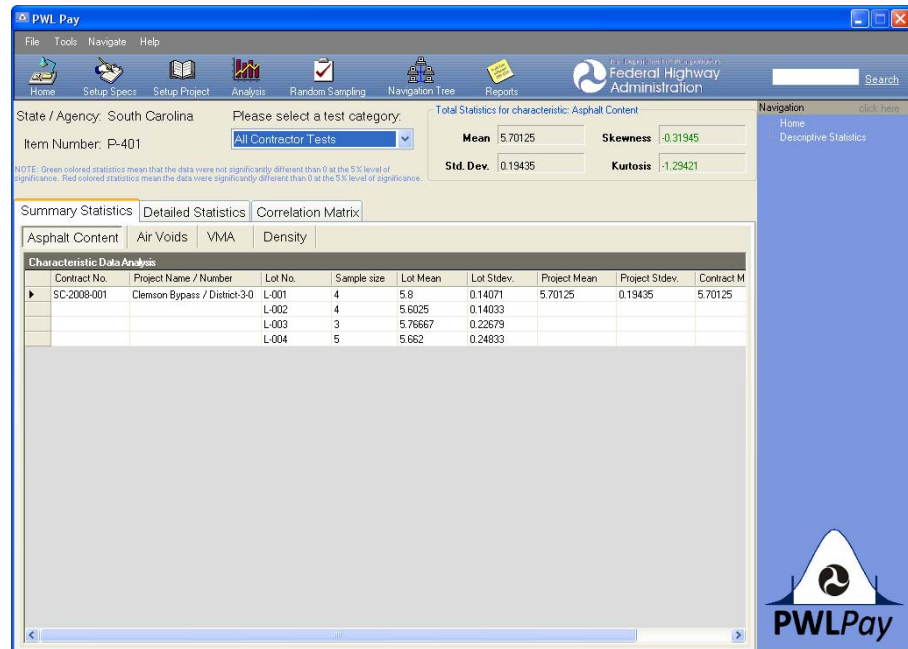 PWL Pay
File Tools Navigate Help
Home Setup Specs Setup Project Analysis Random Sampling Navigation Tree Reports
Federal Highway
Administration
Search
State / Agency: South Carolina
Item Number: P-401
Please select a test category:
All Contractor Tests
NOTE: Green colored statistics mean that the data were not significantly different than 0 at the 5% level of
significance. Red colored statistics mean the data were significantly different than 0 at the 5% level of significance.
Total Statistics for characteristic: Asphalt Content
Mean 5.70125 Skewness -0.31945
Std. Dev. 0.19435 Kurtosis -1.29421
Navigation click here
Home
Descriptive Statistics
Summary Statistics Detailed Statistics Correlation Matrix
Asphalt Content Air Voids VMA Density
Characteristic Data Analysis
Contract No. Project Name / Number Lot No. Sample size Lot Mean Lot Stdev. Project Mean Project Stdev. Contract M
SC-2008-001 Clemson Bypass / District-3-0 L-001 4 5.8 0.14071 5.70125 0.19435 5.70125
L-002 4 5.6025 0.14033
L-003 3 5.76667 0.22679
L-004 5 5.662 0.24833
PWLPay